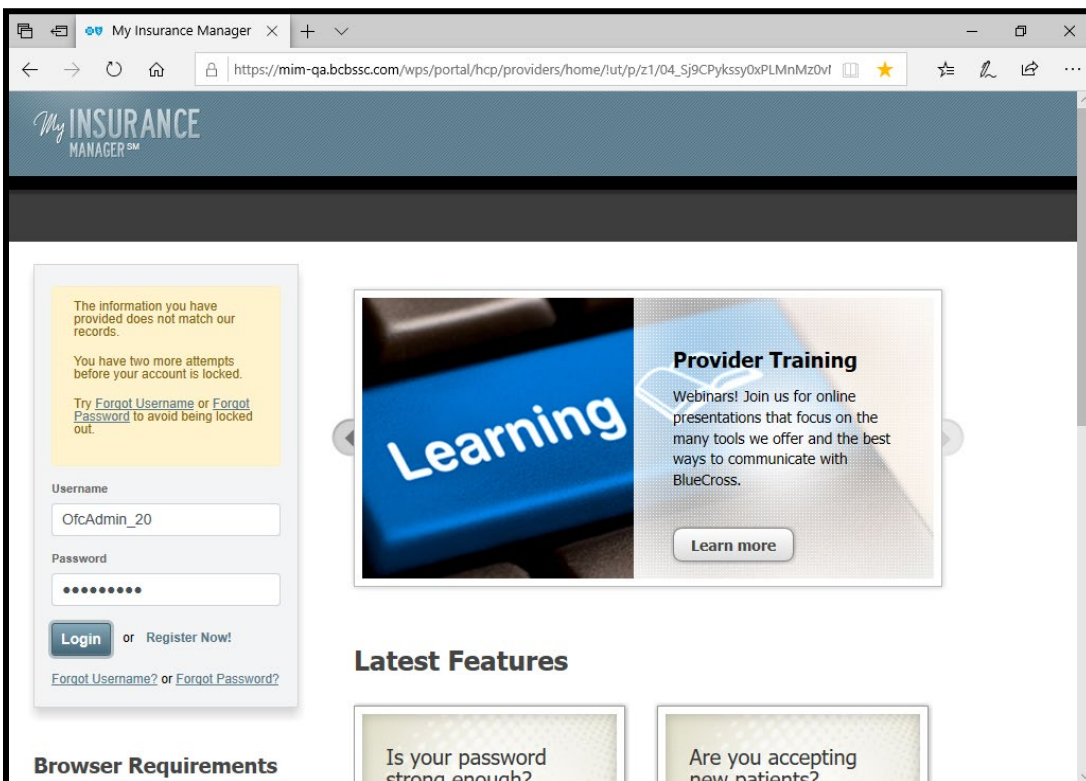 My Insurance Manager
https://mim-qa.bcbssc.com/wps/portal/hcp/providers/home/!ut/p/z1/04_Sj9CPykssy0xPLMnMz0vI
My INSURANCE
MANAGER℠
The information you have
provided does not match our
records.
You have two more attempts
before your account is locked.
Try Forgot Username or Forgot
Password to avoid being locked
out.
Username
OfcAdmin_20
Password
•••••••••
Login or Register Now!
Forgot Username? or Forgot Password?
Browser Requirements
Learning
Provider Training
Webinars! Join us for online
presentations that focus on the
many tools we offer and the best
ways to communicate with
BlueCross.
Learn more
Latest Features
Is your password
strong enough?
Are you accepting
new patients?